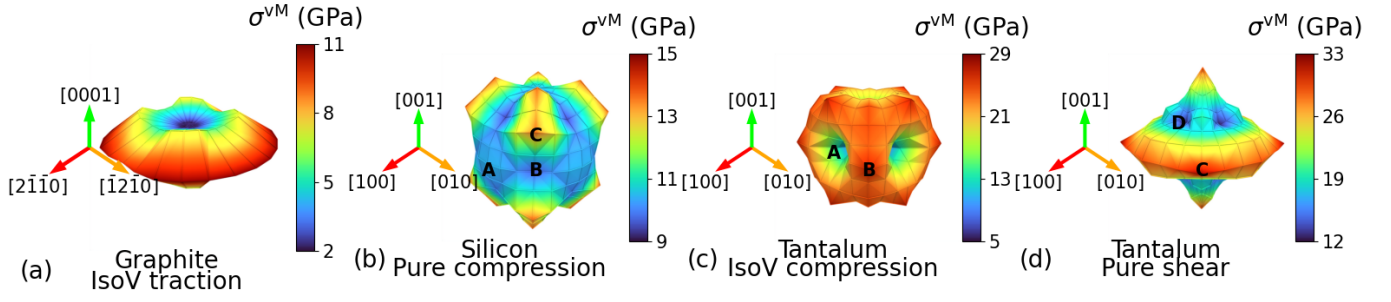 σ^vM (GPa)
11
8
5
2
[0001]
[21̄1̄0]
[1̄21̄0]
(a)
Graphite
IsoV traction
σ^vM (GPa)
15
13
11
9
[001]
[100]
[010]
A
B
C
(b)
Silicon
Pure compression
σ^vM (GPa)
29
21
13
5
[001]
[100]
[010]
A
B
(c)
Tantalum
IsoV compression
σ^vM (GPa)
33
26
19
12
[001]
[100]
[010]
D
C
(d)
Tantalum
Pure shear